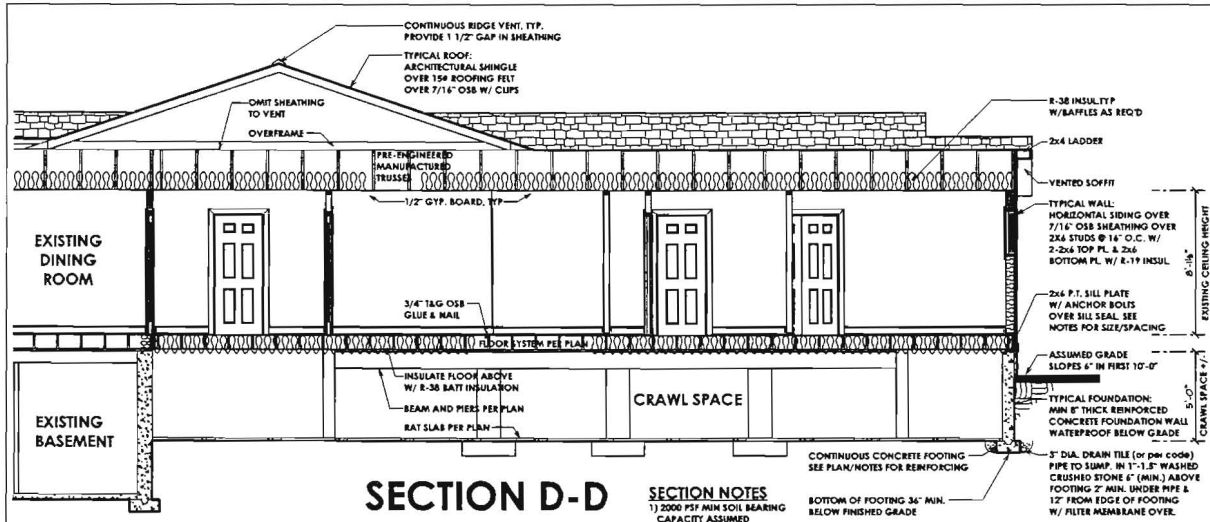 CONTINUOUS RIDGE VENT, TYP.
PROVIDE 1 1/2" GAP IN SHEATHING
TYPICAL ROOF:
ARCHITECTURAL SHINGLE
OVER 15# ROOFING FELT
OVER 7/16" OSB W/ CLIPS
OMIT SHEATHING
TO VENT
OVERFRAME
PRE-ENGINEERED
MANUFACTURED
TRUSSES
1/2" GYP. BOARD, TYP
R-38 INSUL.TYP
W/BAFFLES AS REQ'D
2x4 LADDER
VENTED SOFFIT
TYPICAL WALL:
HORIZONTAL SIDING OVER
7/16" OSB SHEATHING OVER
2X6 STUDS @ 16" O.C. W/
2-2x6 TOP PL. & 2x6
BOTTOM PL. W/ R-19 INSUL.
EXISTING CEILING HEIGHT
EXISTING
DINING
ROOM
3/4" T&G OSB
GLUE & NAIL
FLOOR SYSTEM PER PLAN
2x6 P.T. SILL PLATE
W/ ANCHOR BOLTS
OVER SILL SEAL. SEE
NOTES FOR SIZE/SPACING
ASSUMED GRADE
SLOPES 6" IN FIRST 10'-0"
INSULATE FLOOR ABOVE
W/ R-38 BATT INSULATION
BEAM AND PIERS PER PLAN
RAT SLAB PER PLAN
CRAWL SPACE
EXISTING
BASEMENT
TYPICAL FOUNDATION:
MIN 8" THICK REINFORCED
CONCRETE FOUNDATION WALL
WATERPROOF BELOW GRADE
5'-0"
CRAWL SPACE +/-
CONTINUOUS CONCRETE FOOTING
SEE PLAN/NOTES FOR REINFORCING
BOTTOM OF FOOTING 36" MIN.
BELOW FINISHED GRADE
DIA. DRAIN TILE (or per code)
PIPE TO SUMP. IN 1"-1.5" WASHED
CRUSHED STONE 6" (MIN.) ABOVE
FOOTING 2" MIN. UNDER PIPE &
12" FROM EDGE OF FOOTING
W/ FILTER MEMBRANE OVER.
SECTION D-D
SECTION NOTES
1) 2000 PSF MIN SOIL BEARING
CAPACITY ASSUMED